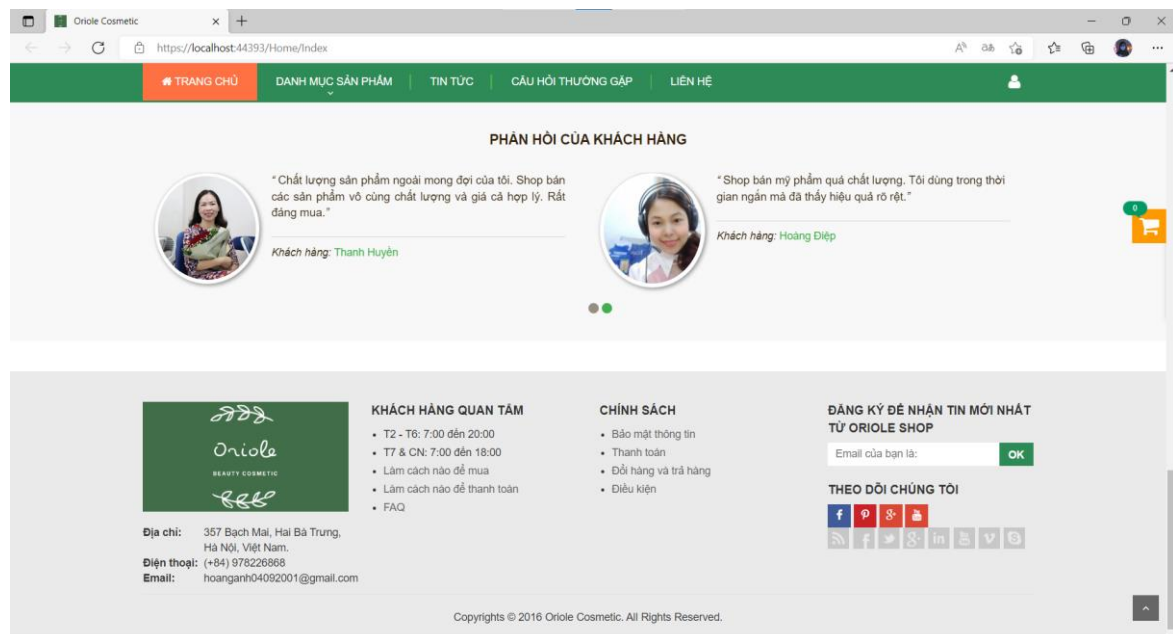 Oriole Cosmetic
https://localhost:44393/Home/Index
TRANG CHỦ
DANH MỤC SẢN PHẨM
TIN TỨC
CÂU HỎI THƯỜNG GẶP
LIÊN HỆ
PHẢN HỒI CỦA KHÁCH HÀNG
“ Chất lượng sản phẩm ngoài mong đợi của tôi. Shop bán
các sản phẩm vô cùng chất lượng và giá cả hợp lý. Rất
đáng mua.”
Khách hàng: Thanh Huyền
“ Shop bán mỹ phẩm quá chất lượng. Tôi dùng trong thời
gian ngắn mà đã thấy hiệu quả rõ rệt.”
Khách hàng: Hoàng Điệp
0
Oriole
BEAUTY COSMETIC
Địa chỉ: 357 Bạch Mai, Hai Bà Trưng,
Hà Nội, Việt Nam.
Điện thoại: (+84) 978226868
Email: hoanganh04092001@gmail.com
KHÁCH HÀNG QUAN TÂM
• T2 - T6: 7:00 đến 20:00
• T7 & CN: 7:00 đến 18:00
• Làm cách nào để mua
• Làm cách nào để thanh toán
• FAQ
CHÍNH SÁCH
• Bảo mật thông tin
• Thanh toán
• Đổi hàng và trả hàng
• Điều kiện
ĐĂNG KÝ ĐỂ NHẬN TIN MỚI NHẤT
TỪ ORIOLE SHOP
Email của bạn là:
OK
THEO DÕI CHÚNG TÔI
Copyrights © 2016 Oriole Cosmetic. All Rights Reserved.